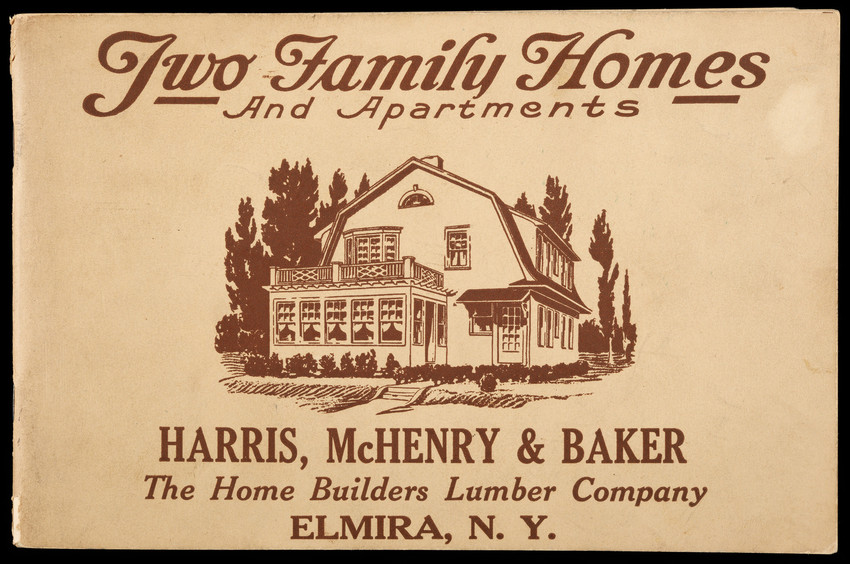 Two Family Homes
And Apartments
HARRIS, McHENRY & BAKER
The Home Builders Lumber Company
ELMIRA, N. Y.